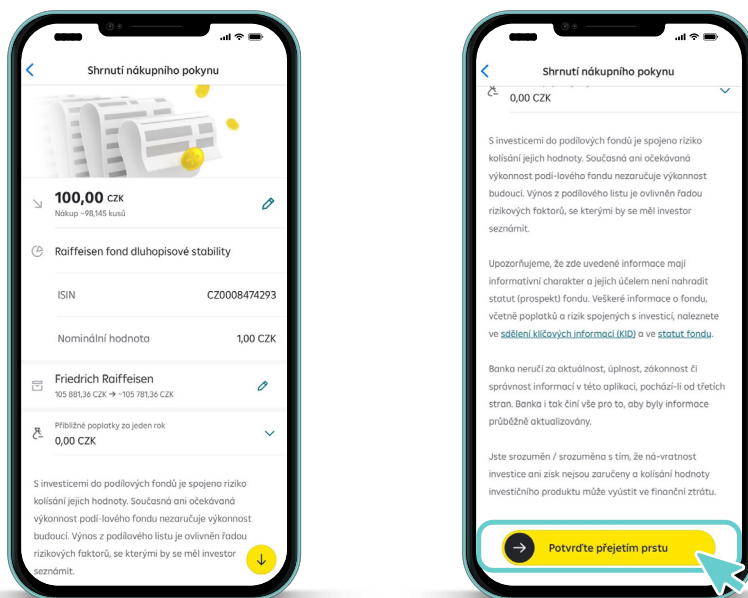 Shrnutí nákupního pokynu
100,00 CZK
Nákup ~98,145 kusů
Raiffeisen fond dluhopisové stability
ISIN CZ0008474293
Nominální hodnota 1,00 CZK
Friedrich Raiffeisen
105 881,36 CZK → ~105 781,36 CZK
Přibližné poplatky za jeden rok
0,00 CZK
S investicemi do podílových fondů je spojeno riziko
kolísání jejich hodnoty. Současná ani očekávaná
výkonnost podí-lového fondu nezaručuje výkonnost
budoucí. Výnos z podílového listu je ovlivněn řadou
rizikových faktorů, se kterými by se měl investor
seznámit.
Shrnutí nákupního pokynu
0,00 CZK
S investicemi do podílových fondů je spojeno riziko
kolísání jejich hodnoty. Současná ani očekávaná
výkonnost podí-lového fondu nezaručuje výkonnost
budoucí. Výnos z podílového listu je ovlivněn řadou
rizikových faktorů, se kterými by se měl investor
seznámit.
Upozorňujeme, že zde uvedené informace mají
informativní charakter a jejich účelem není nahradit
statut (prospekt) fondu. Veškeré informace o fondu,
včetně poplatků a rizik spojených s investicí, naleznete
ve sdělení klíčových informací (KID) a ve statut fondu.
Banka neručí za aktuálnost, úplnost, zákonnost či
správnost informací v této aplikaci, pochází-li od třetích
stran. Banka i tak činí vše pro to, aby byly informace
průběžně aktualizovány.
Jste srozuměn / srozuměna s tím, že ná-vratnost
investice ani zisk nejsou zaručeny a kolísání hodnoty
investičního produktu může vyústit ve finanční ztrátu.
Potvrďte přejetím prstu